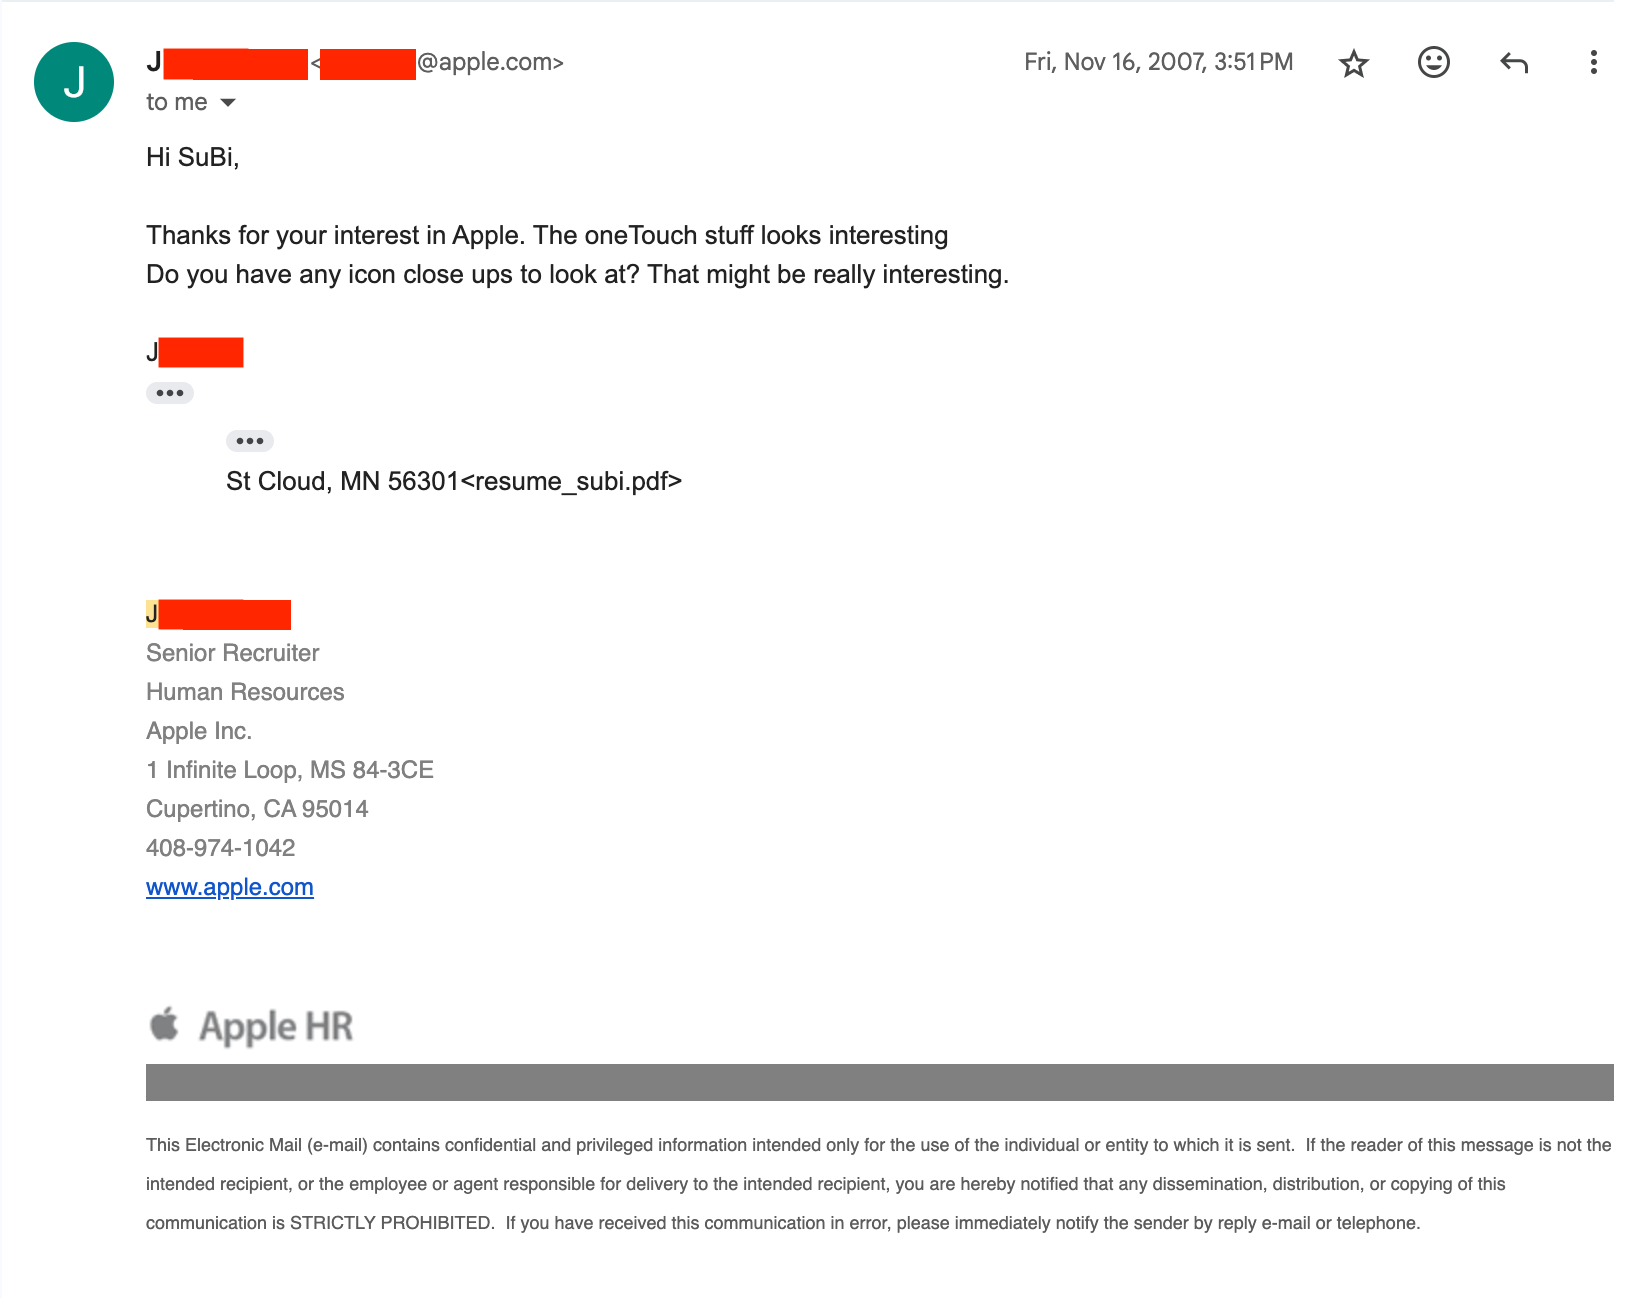 J
J <@apple.com>
Fri, Nov 16, 2007, 3:51 PM
to me
Hi SuBi,
Thanks for your interest in Apple. The oneTouch stuff looks interesting
Do you have any icon close ups to look at? That might be really interesting.
J
St Cloud, MN 56301<resume_subi.pdf>
J
Senior Recruiter
Human Resources
Apple Inc.
1 Infinite Loop, MS 84-3CE
Cupertino, CA 95014
408-974-1042
www.apple.com
Apple HR
This Electronic Mail (e-mail) contains confidential and privileged information intended only for the use of the individual or entity to which it is sent.  If the reader of this message is not the
intended recipient, or the employee or agent responsible for delivery to the intended recipient, you are hereby notified that any dissemination, distribution, or copying of this
communication is STRICTLY PROHIBITED.  If you have received this communication in error, please immediately notify the sender by reply e-mail or telephone.